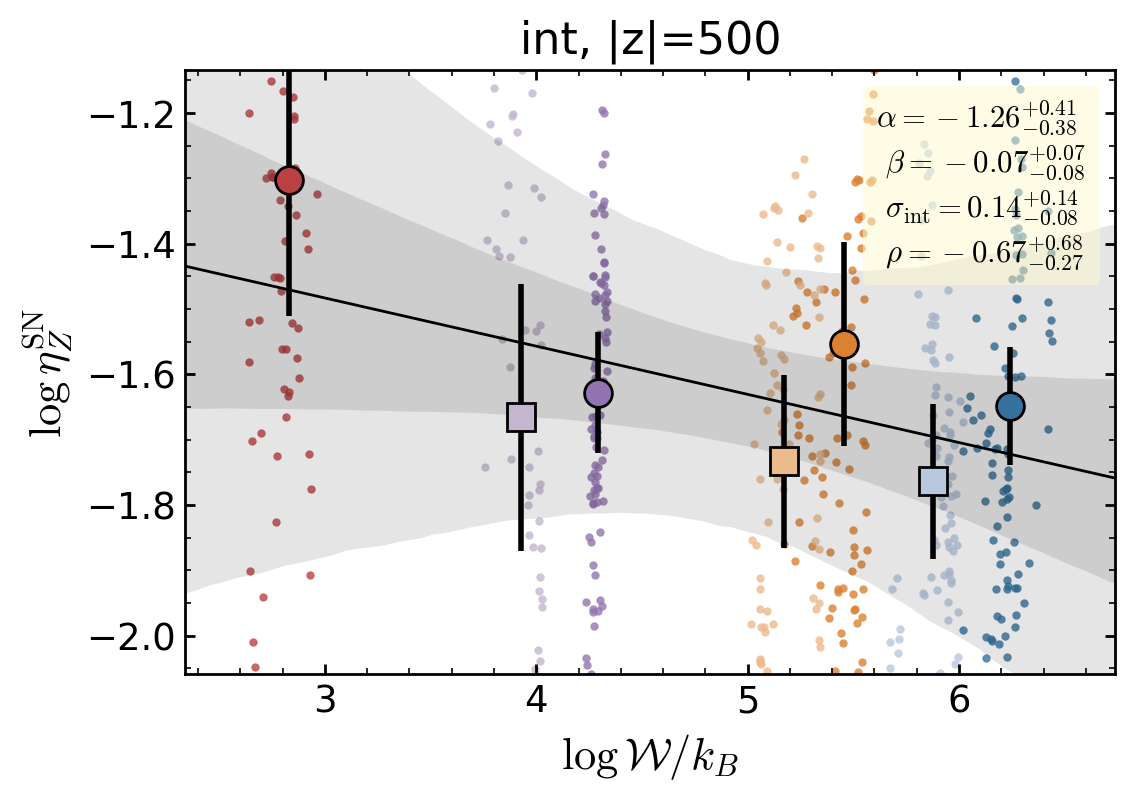 int, |z|=500
α = −1.26 +0.41 −0.38
β = −0.07 +0.07 −0.08
σint = 0.14 +0.14 −0.08
ρ = −0.67 +0.68 −0.27
−1.2
−1.4
−1.6
−1.8
−2.0
log η_Z^SN
3 4 5 6
log 𝒲/k_B